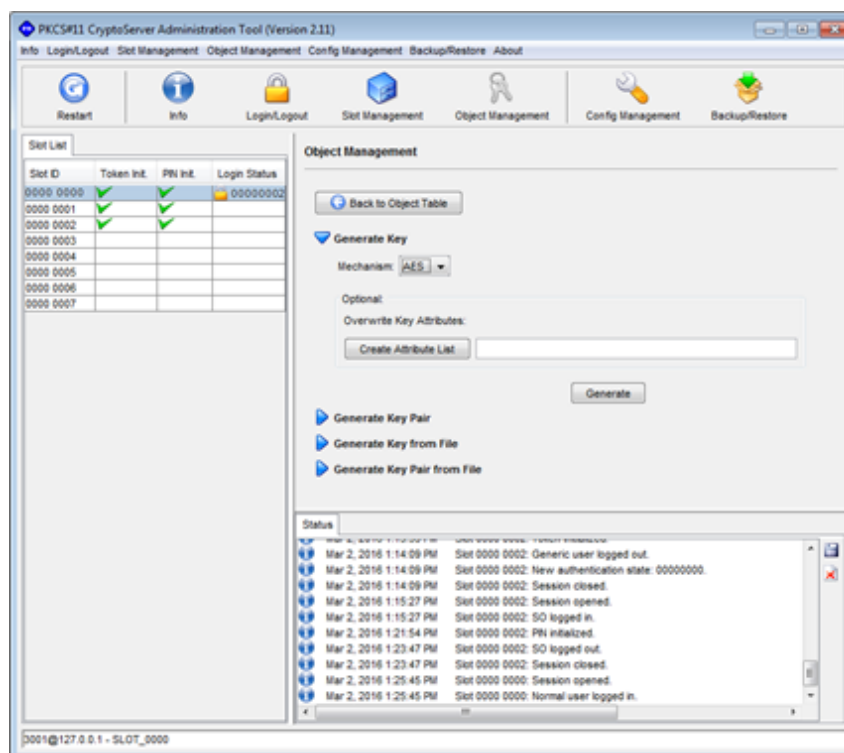 PKCS#11 CryptoServer Administration Tool (Version 2.11)
Info Login/Logout Slot Management Object Management Config Management Backup/Restore About
Restart Info Login/Logout Slot Management Object Management Config Management Backup/Restore
Slot List
Slot ID Token Init. PIN Init. Login Status
0000 0000 00000002
0000 0001
0000 0002
0000 0003
0000 0004
0000 0005
0000 0006
0000 0007
Object Management
Back to Object Table
Generate Key
Mechanism: AES
Optional:
Overwrite Key Attributes:
Create Attribute List
Generate
Generate Key Pair
Generate Key from File
Generate Key Pair from File
Status
Mar 2, 2016 Slot 0000 0002: Token initialized.
Mar 2, 2016 1:14:09 PM Slot 0000 0002: Generic user logged out.
Mar 2, 2016 1:14:09 PM Slot 0000 0002: New authentication state: 00000000.
Mar 2, 2016 1:14:09 PM Slot 0000 0002: Session closed.
Mar 2, 2016 1:15:27 PM Slot 0000 0002: Session opened.
Mar 2, 2016 1:15:27 PM Slot 0000 0002: SO logged in.
Mar 2, 2016 1:21:54 PM Slot 0000 0002: PIN initialized.
Mar 2, 2016 1:23:47 PM Slot 0000 0002: SO logged out.
Mar 2, 2016 1:23:47 PM Slot 0000 0002: Session closed.
Mar 2, 2016 1:25:45 PM Slot 0000 0000: Session opened.
Mar 2, 2016 1:25:45 PM Slot 0000 0000: Normal user logged in.
3001@127.0.0.1 - SLOT_0000